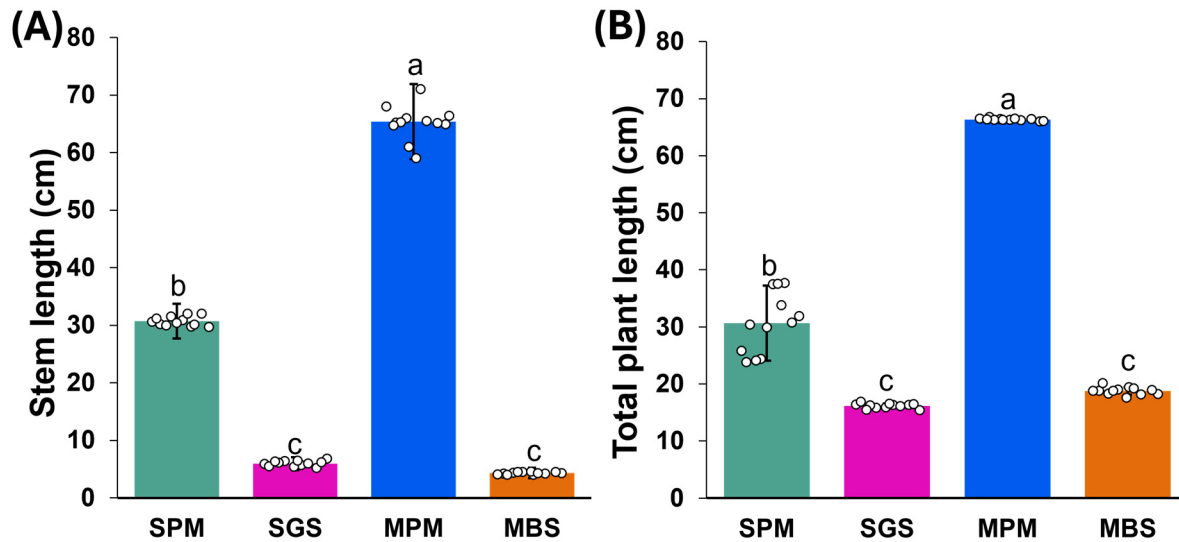 (A)
Stem length (cm)
80
70
60
50
40
30
20
10
0
a
b
c
c
SPM SGS MPM MBS
(B)
Total plant length (cm)
80
70
60
50
40
30
20
10
0
a
b
c
c
SPM SGS MPM MBS